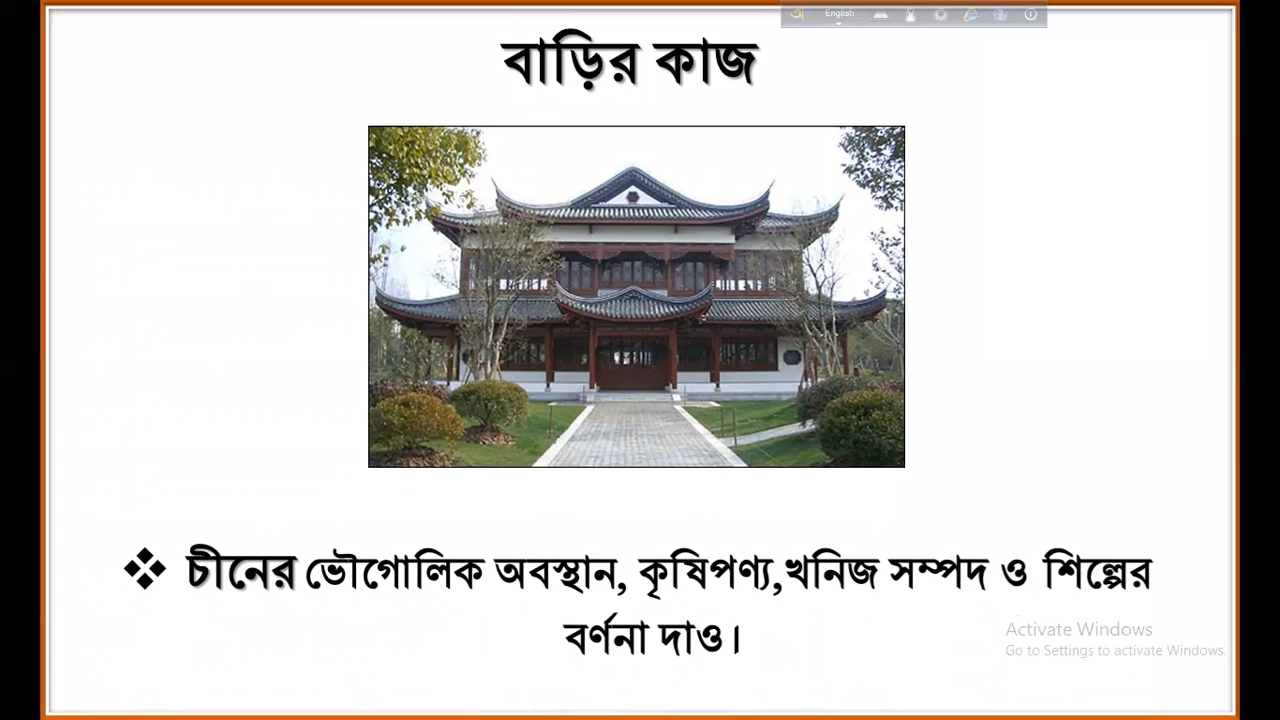 English
বাড়ির কাজ
❖ চীনের ভৌগোলিক অবস্থান, কৃষিপণ্য,খনিজ সম্পদ ও শিল্পের
বর্ণনা দাও।
Activate Windows
Go to Settings to activate Windows.